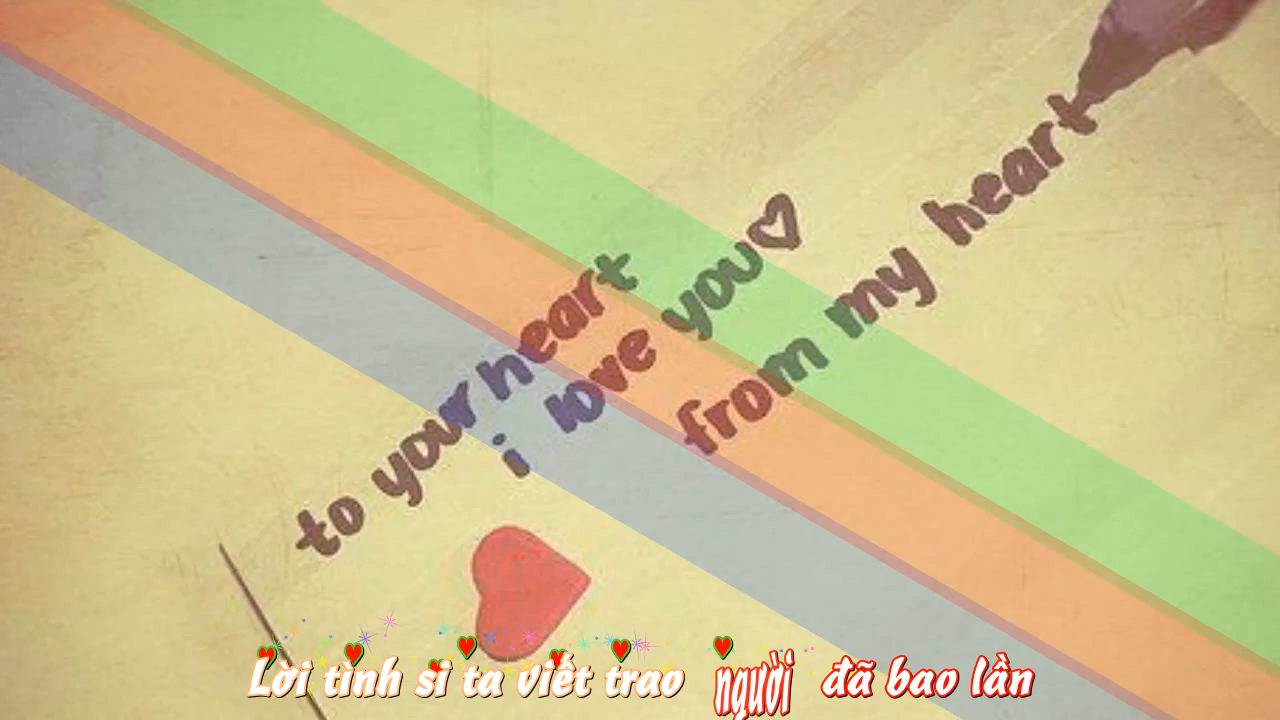 to your heart
i love you♡
from my heart
Lời tình si ta viết trao người đã bao lần